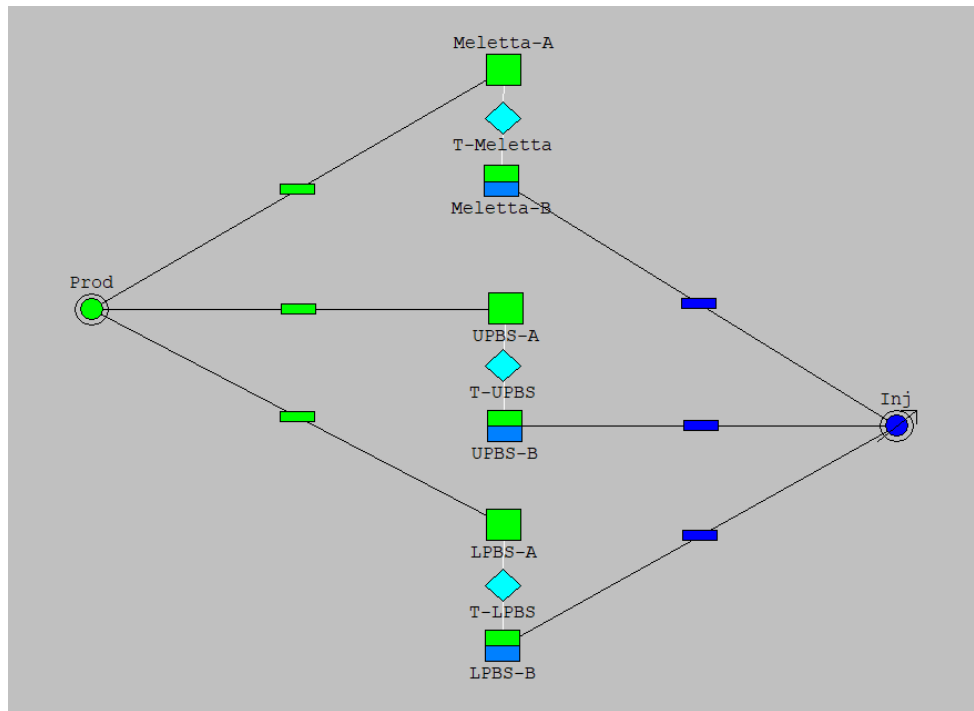 Meletta-A
T-Meletta
Meletta-B
Prod
UPBS-A
T-UPBS
Inj
UPBS-B
LPBS-A
T-LPBS
LPBS-B